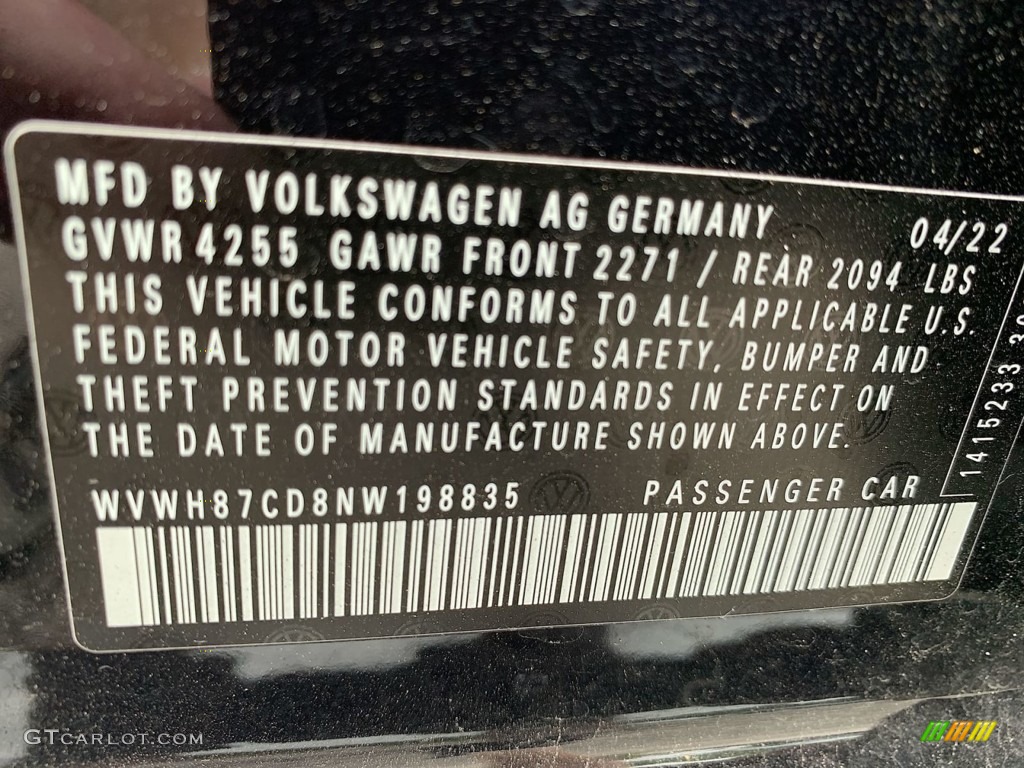 MFD BY VOLKSWAGEN AG GERMANY 04/22
GVWR 4255 GAWR FRONT 2271 / REAR 2094 LBS
THIS VEHICLE CONFORMS TO ALL APPLICABLE U.S.
FEDERAL MOTOR VEHICLE SAFETY, BUMPER AND
THEFT PREVENTION STANDARDS IN EFFECT ON
THE DATE OF MANUFACTURE SHOWN ABOVE.
WVWH87CD8NW198835 PASSENGER CAR
1415233
GTCARLOT.COM